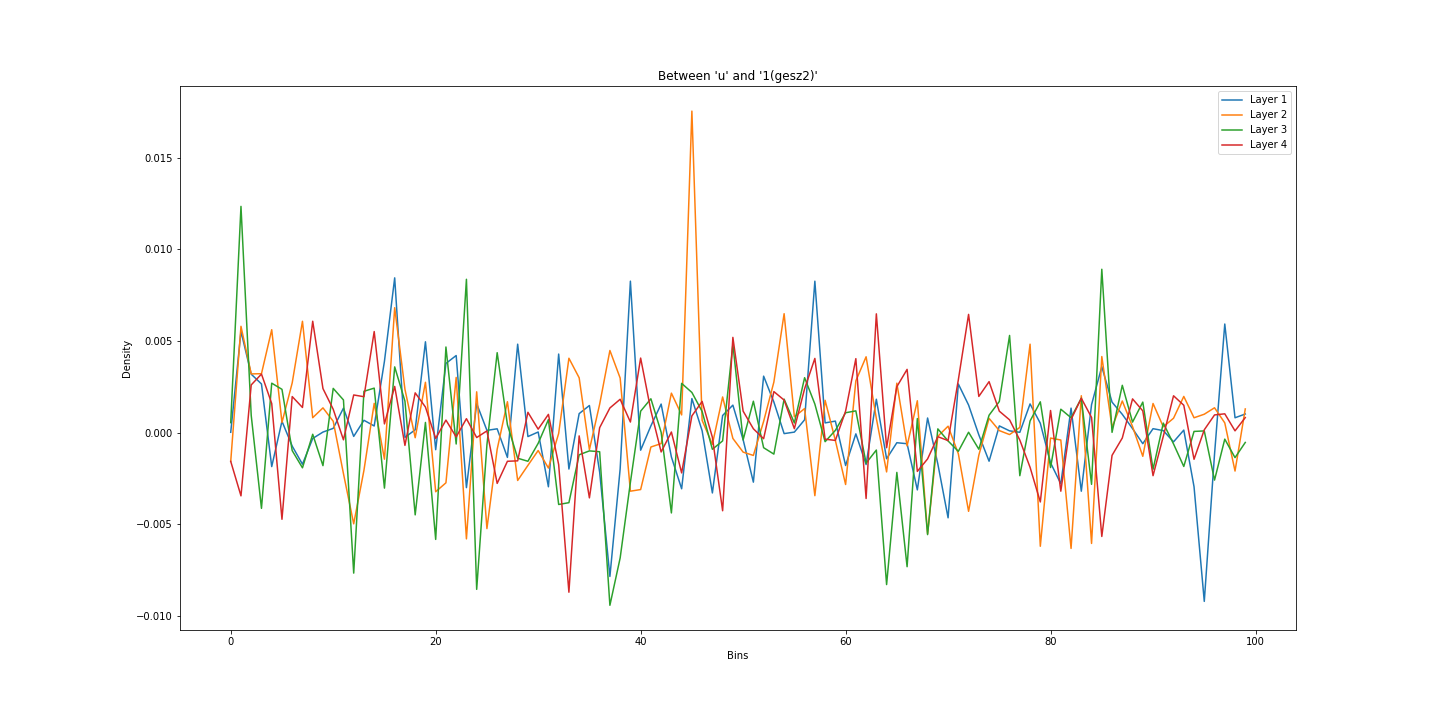 Between 'u' and '1(gesz2)'
Layer 1
Layer 2
Layer 3
Layer 4
0.015
0.010
0.005
0.000
−0.005
−0.010
Density
0 20 40 60 80 100
Bins